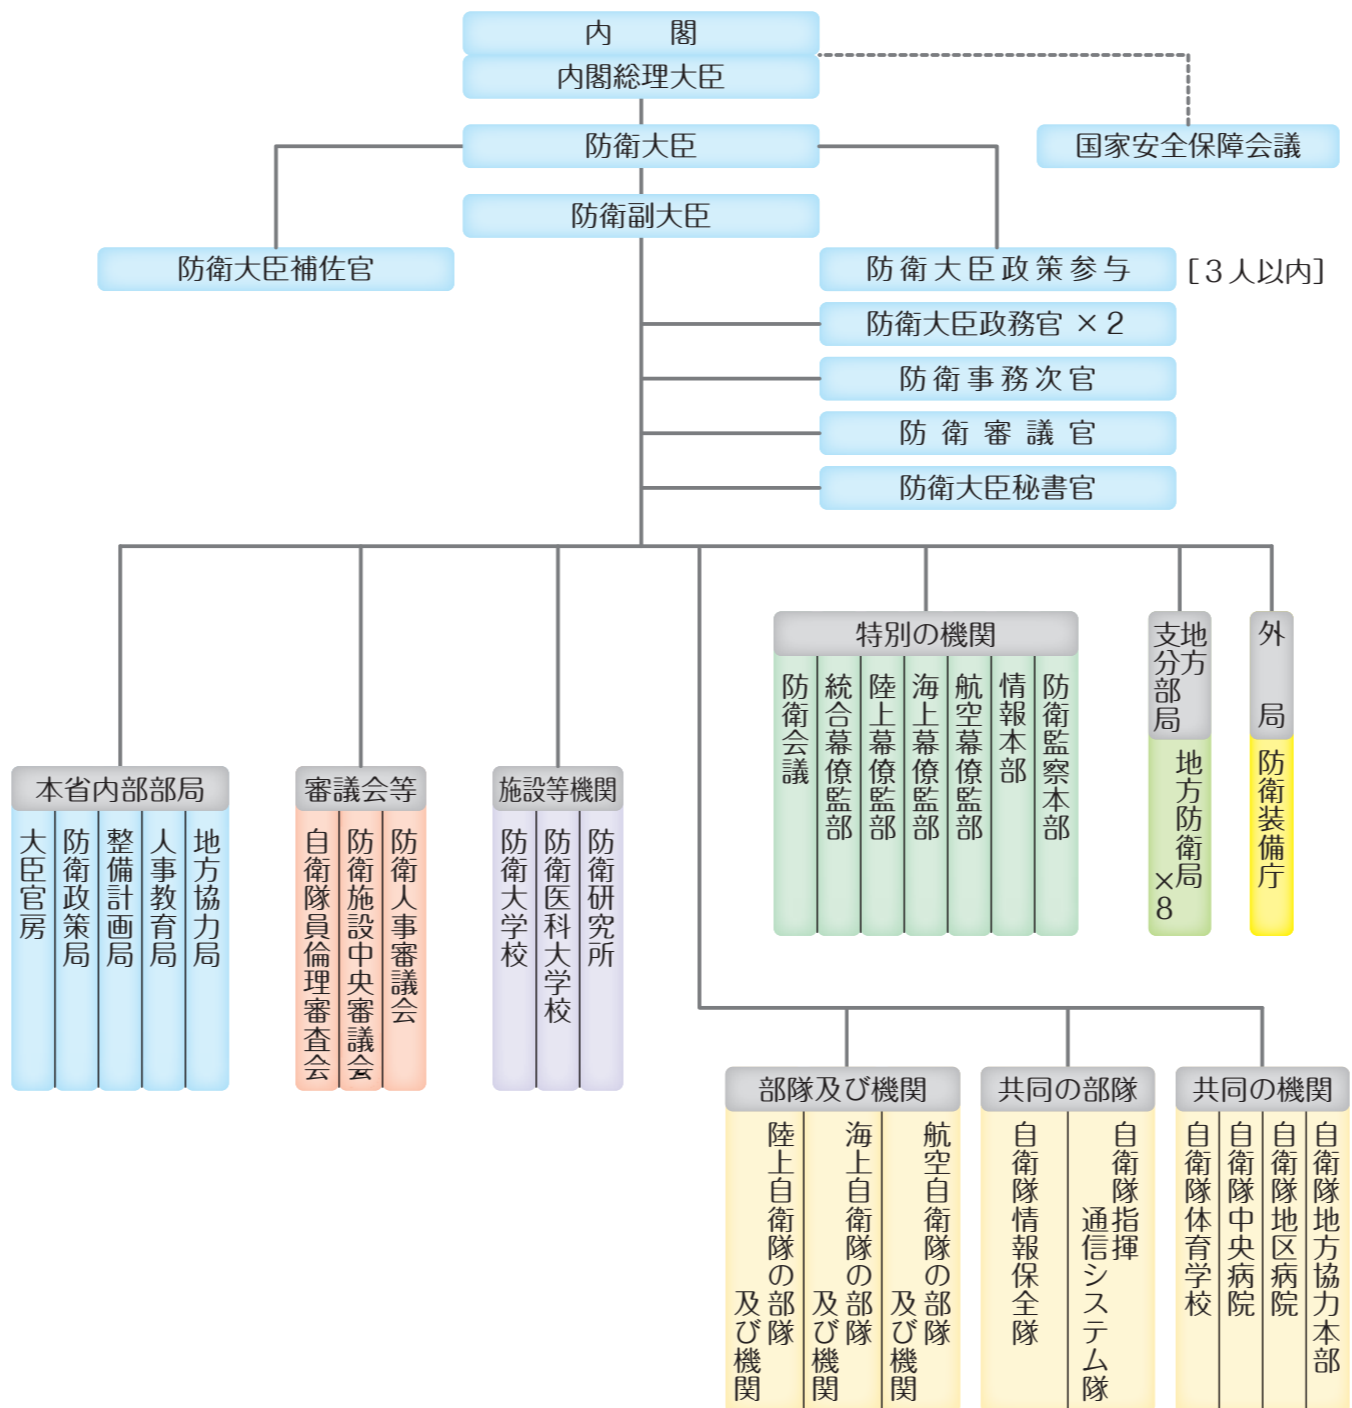 内閣
内閣総理大臣
防衛大臣
国家安全保障会議
防衛副大臣
防衛大臣補佐官
防衛大臣政策参与 [3人以内]
防衛大臣政務官 ×2
防衛事務次官
防衛審議官
防衛大臣秘書官
本省内部部局
大臣官房
防衛政策局
整備計画局
人事教育局
地方協力局
審議会等
自衛隊員倫理審査会
防衛施設中央審議会
防衛人事審議会
施設等機関
防衛大学校
防衛医科大学校
防衛研究所
特別の機関
防衛会議
統合幕僚監部
陸上幕僚監部
海上幕僚監部
航空幕僚監部
情報本部
防衛監察本部
地方
支分部局
地方防衛局
×8
外局
防衛装備庁
部隊及び機関
陸上自衛隊の部隊
及び機関
海上自衛隊の部隊
及び機関
航空自衛隊の部隊
及び機関
共同の部隊
自衛隊情報保全隊
自衛隊指揮
通信システム隊
共同の機関
自衛隊体育学校
自衛隊中央病院
自衛隊地区病院
自衛隊地方協力本部